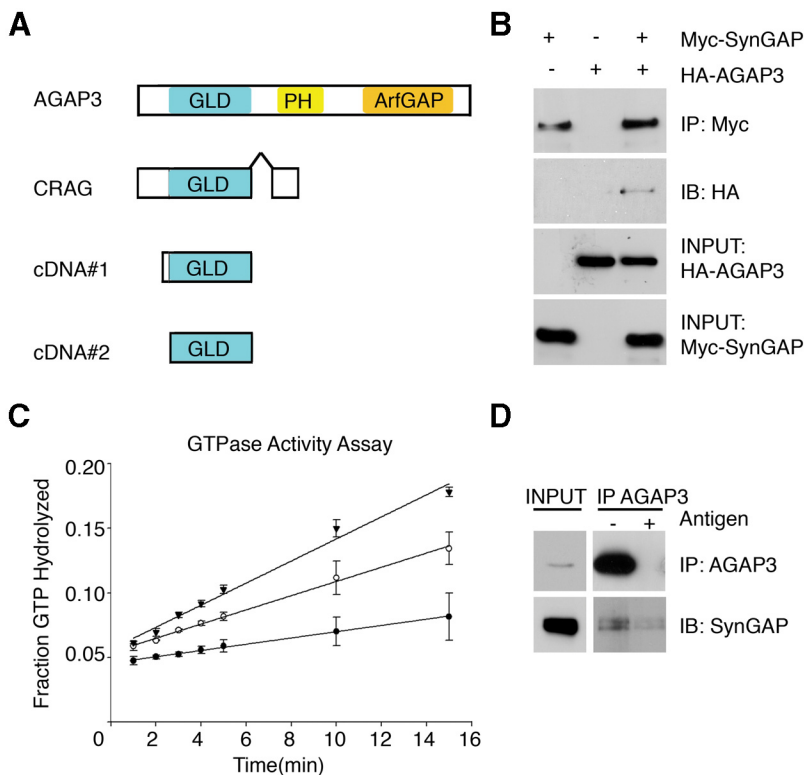 A
AGAP3
GLD PH ArfGAP
CRAG
GLD
cDNA#1
GLD
cDNA#2
GLD
B
+ - + Myc-SynGAP
- + + HA-AGAP3
IP: Myc
IB: HA
INPUT:
HA-AGAP3
INPUT:
Myc-SynGAP
C
GTPase Activity Assay
Fraction GTP Hydrolyzed
0.20
0.15
0.10
0.05
0 2 4 6 8 10 12 14 16
Time(min)
D
INPUT IP AGAP3
- + Antigen
IP: AGAP3
IB: SynGAP